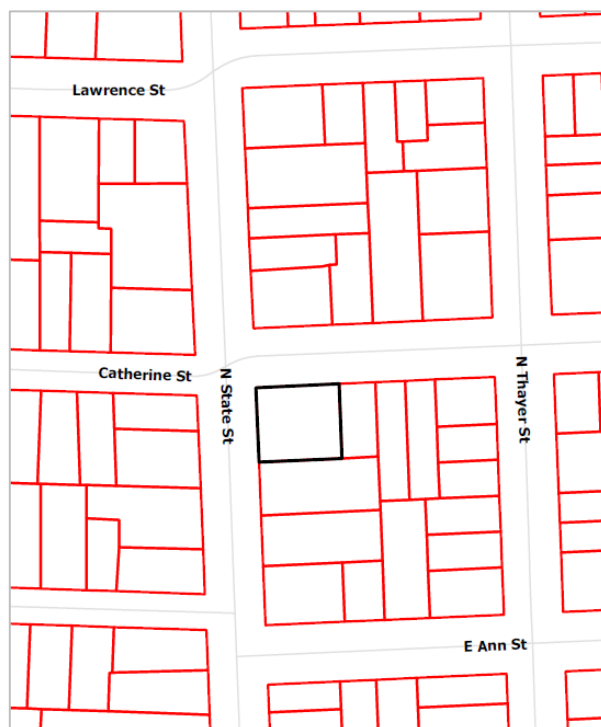 Lawrence St
Catherine St
N State St
N Thayer St
E Ann St